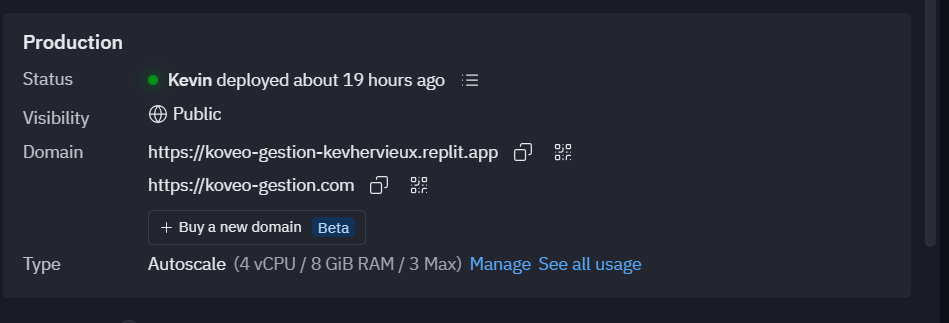 Production
Status Kevin deployed about 19 hours ago
Visibility Public
Domain https://koveo-gestion-kevhervieux.replit.app
https://koveo-gestion.com
+ Buy a new domain Beta
Type Autoscale (4 vCPU / 8 GiB RAM / 3 Max) Manage See all usage